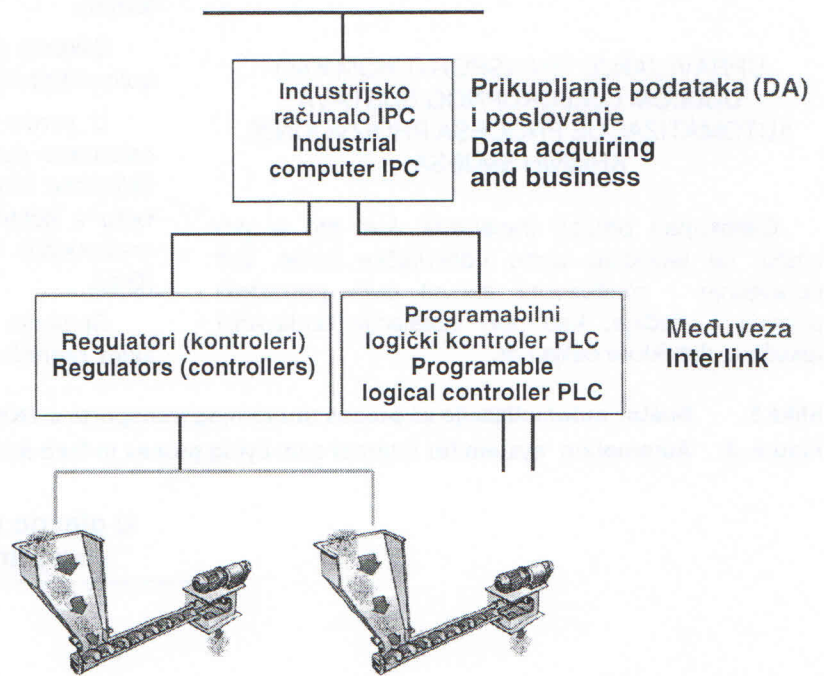 Industrijsko
računalo IPC
Industrial
computer IPC
Prikupljanje podataka (DA)
i poslovanje
Data acquiring
and business
Regulatori (kontroleri)
Regulators (controllers)
Programabilni
logički kontroler PLC
Programable
logical controller PLC
Međuveza
Interlink